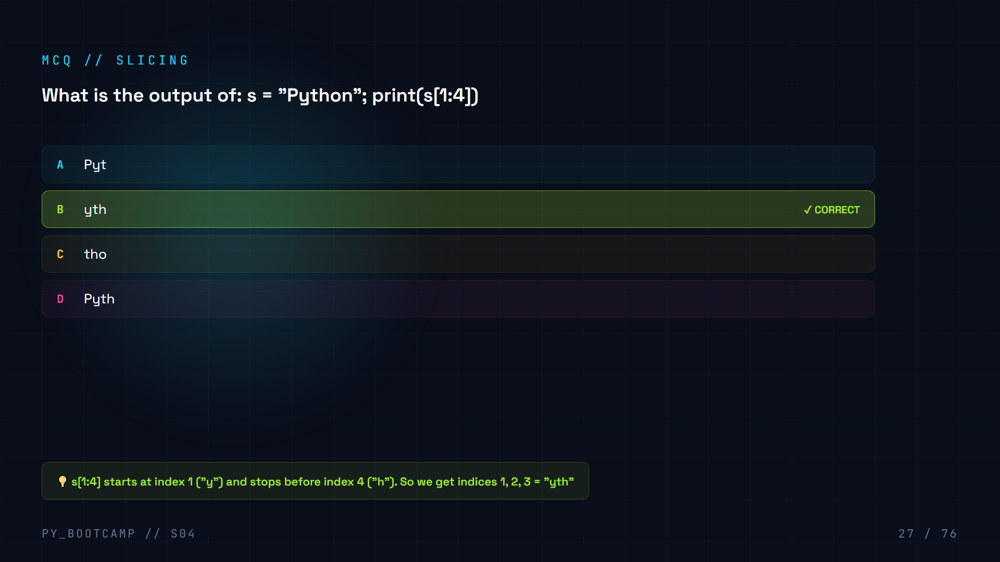 MCQ // SLICING
What is the output of: s = ”Python”; print(s[1:4])
A Pyt
B yth ✓ CORRECT
C tho
D Pyth
💡 s[1:4] starts at index 1 (”y”) and stops before index 4 (”h”). So we get indices 1, 2, 3 = ”yth”
PY_BOOTCAMP // S04
27 / 76